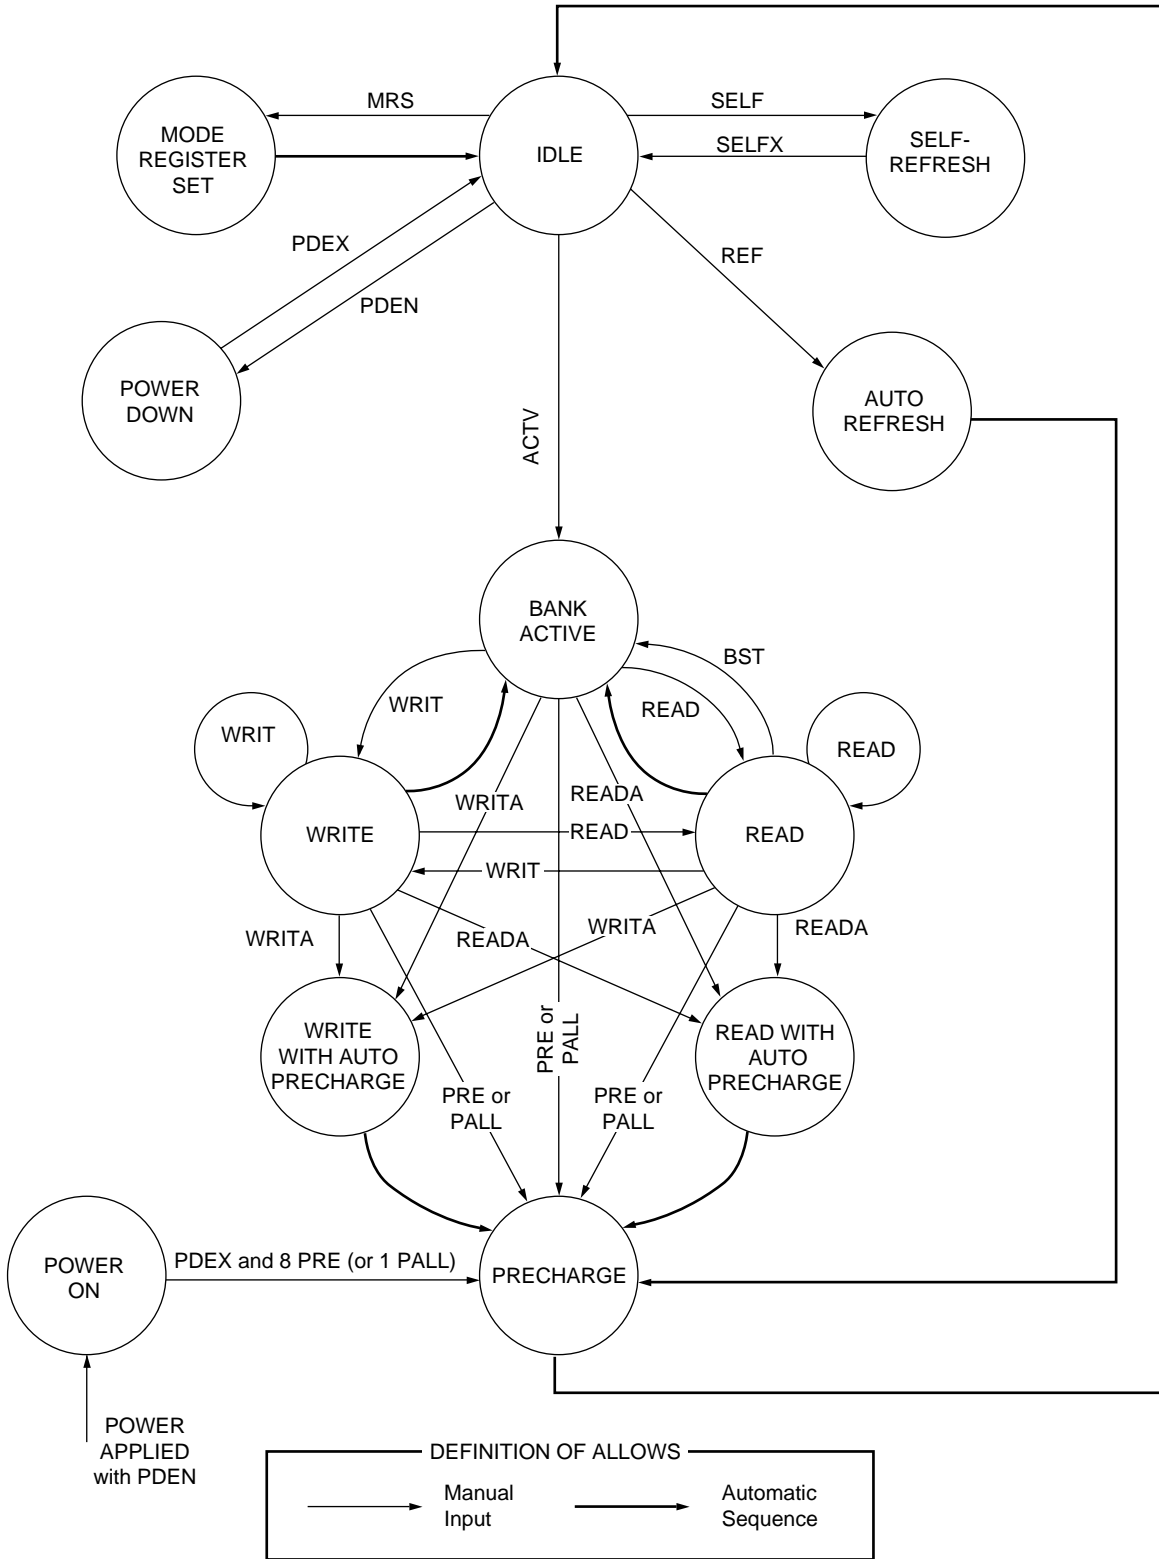 MRS
SELF
MODE
REGISTER
SET
IDLE
SELFX
SELF-
REFRESH
PDEX
REF
PDEN
POWER
DOWN
AUTO
REFRESH
ACTV
BANK
ACTIVE
BST
WRIT
READ
WRIT
READ
WRITA
READA
WRITE
READ
READ
WRIT
WRITA
READA
WRITA
READA
WRITE
WITH AUTO
PRECHARGE
PRE or
PALL
READ WITH
AUTO
PRECHARGE
PRE or
PALL
PRE or
PALL
POWER
ON
PDEX and 8 PRE (or 1 PALL)
PRECHARGE
POWER
APPLIED
with PDEN
DEFINITION OF ALLOWS
Manual
Input
Automatic
Sequence